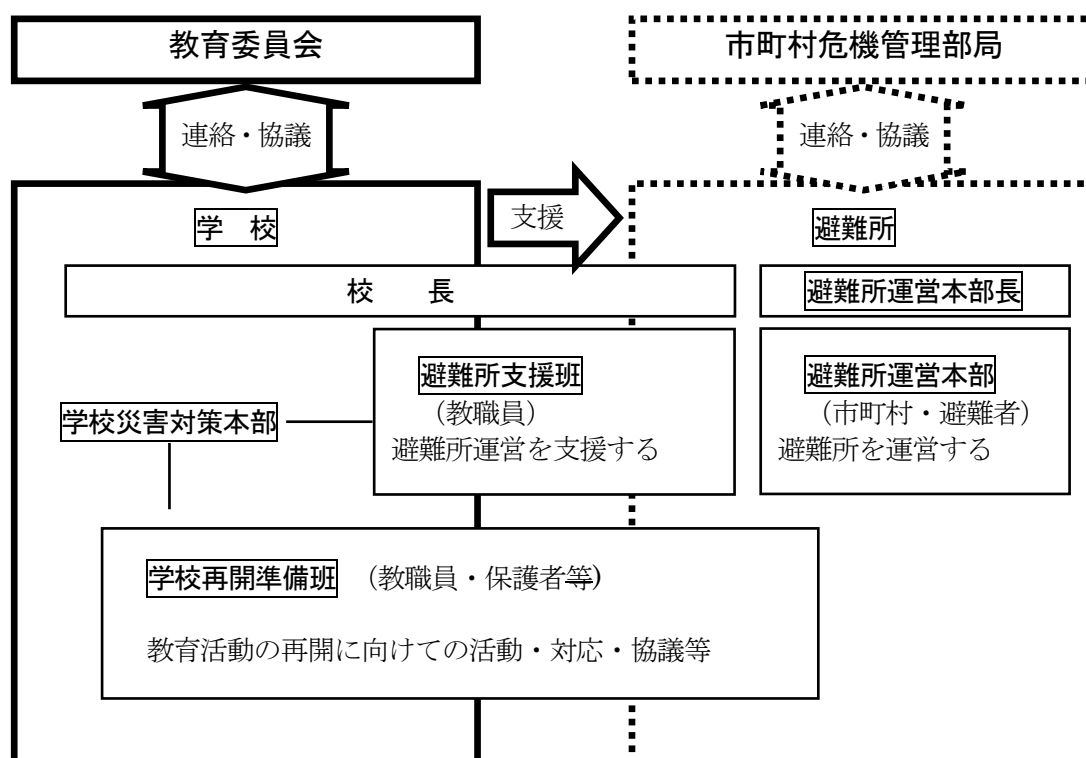 教育委員会
市町村危機管理部局
連絡・協議
連絡・協議
学　校
支援
避難所
校　　長
避難所運営本部長
学校災害対策本部
避難所支援班
（教職員）
避難所運営を支援する
避難所運営本部
（市町村・避難者）
避難所を運営する
学校再開準備班　（教職員・保護者等）
教育活動の再開に向けての活動・対応・協議等